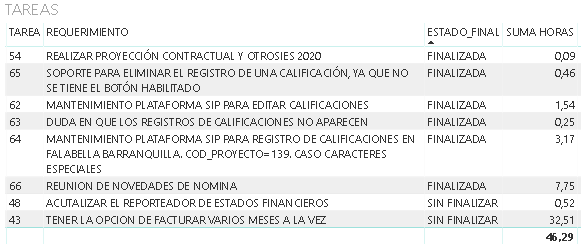 TAREAS
TAREA REQUERIMIENTO ESTADO_FINAL SUMA HORAS
54 REALIZAR PROYECCIÓN CONTRACTUAL Y OTROSIES 2020 FINALIZADA 0,09
65 SOPORTE PARA ELIMINAR EL REGISTRO DE UNA CALIFICACIÓN, YA QUE NO FINALIZADA 0,46
SE TIENE EL BOTÓN HABILITADO
62 MANTENIMIENTO PLATAFORMA SIP PARA EDITAR CALIFICACIONES FINALIZADA 1,54
63 DUDA EN QUE LOS REGISTROS DE CALIFICACIONES NO APARECEN FINALIZADA 0,25
64 MANTENIMIENTO PLATAFORMA SIP PARA REGISTRO DE CALIFICACIONES EN FINALIZADA 3,17
FALABELLA BARRANQUILLA. COD_PROYECTO= 139. CASO CARACTERES
ESPECIALES
66 REUNION DE NOVEDADES DE NOMINA FINALIZADA 7,75
48 ACUTALIZAR EL REPORTEADOR DE ESTADOS FINANCIEROS SIN FINALIZAR 0,52
43 TENER LA OPCION DE FACTURAR VARIOS MESES A LA VEZ SIN FINALIZAR 32,51
46,29